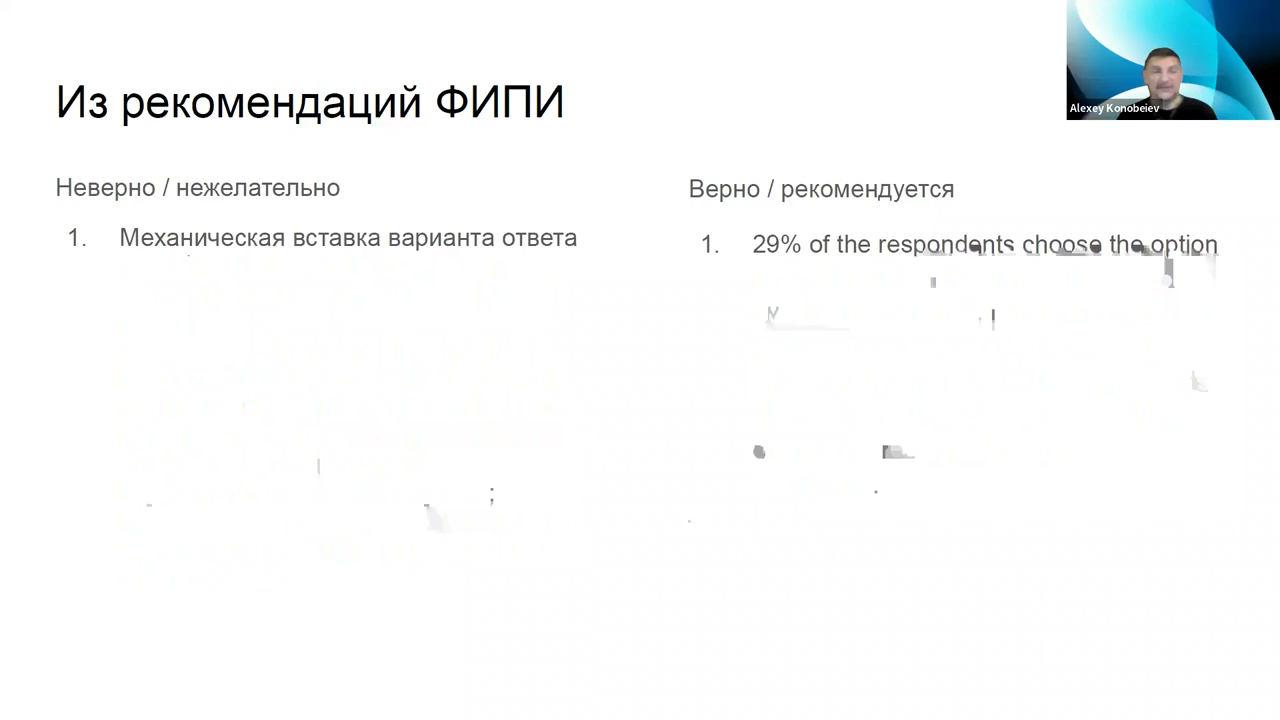 Из рекомендаций ФИПИ
Alexey Konobeiev
Неверно / нежелательно
1. Механическая вставка варианта ответа
Верно / рекомендуется
1. 29% of the respondents choose the option